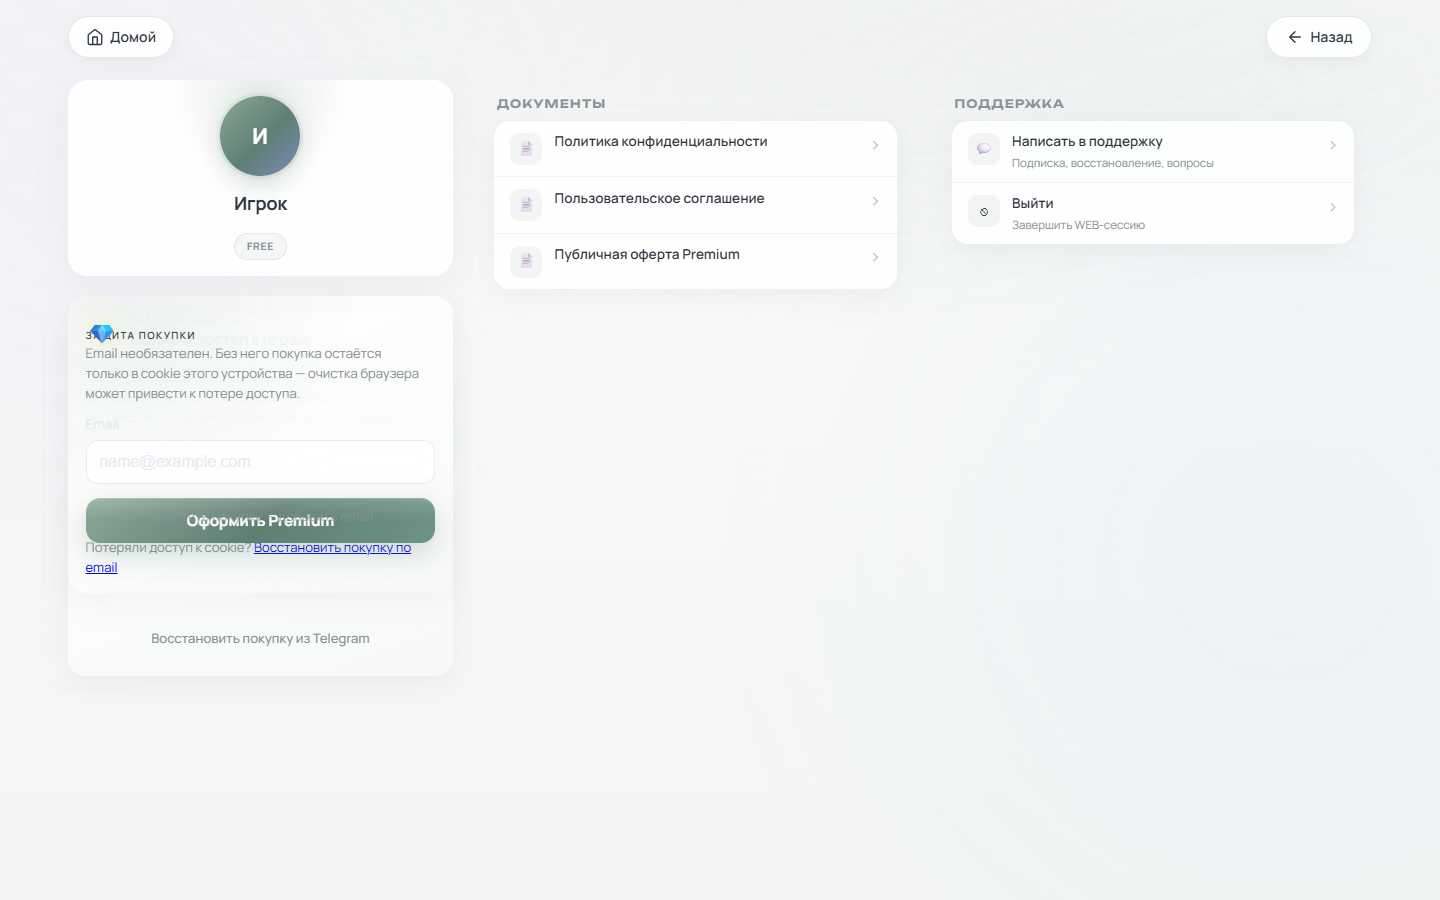 Домой
Назад
И
Игрок
FREE
ДОКУМЕНТЫ
Политика конфиденциальности
Пользовательское соглашение
Публичная оферта Premium
ПОДДЕРЖКА
Написать в поддержку
Подписка, восстановление, вопросы
Выйти
Завершить WEB-сессию
ЗАЩИТА ПОКУПКИ
Email необязателен. Без него покупка остаётся
только в cookie этого устройства — очистка браузера
может привести к потере доступа.
Email
name@example.com
Оформить Premium
Потеряли доступ к cookie? Восстановить покупку по
email
Восстановить покупку из Telegram